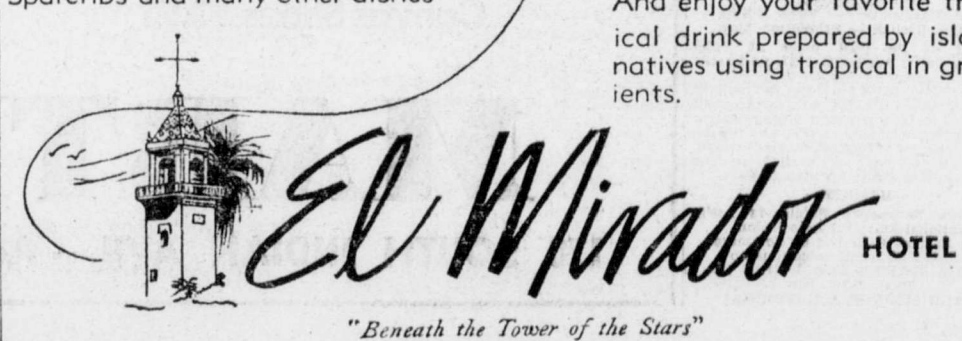 Spareribs and many other dishes
And enjoy your favorite
ical drink prepared by
natives using tropical in
ients.
El Mirador HOTEL
"Beneath the Tower of the Stars"